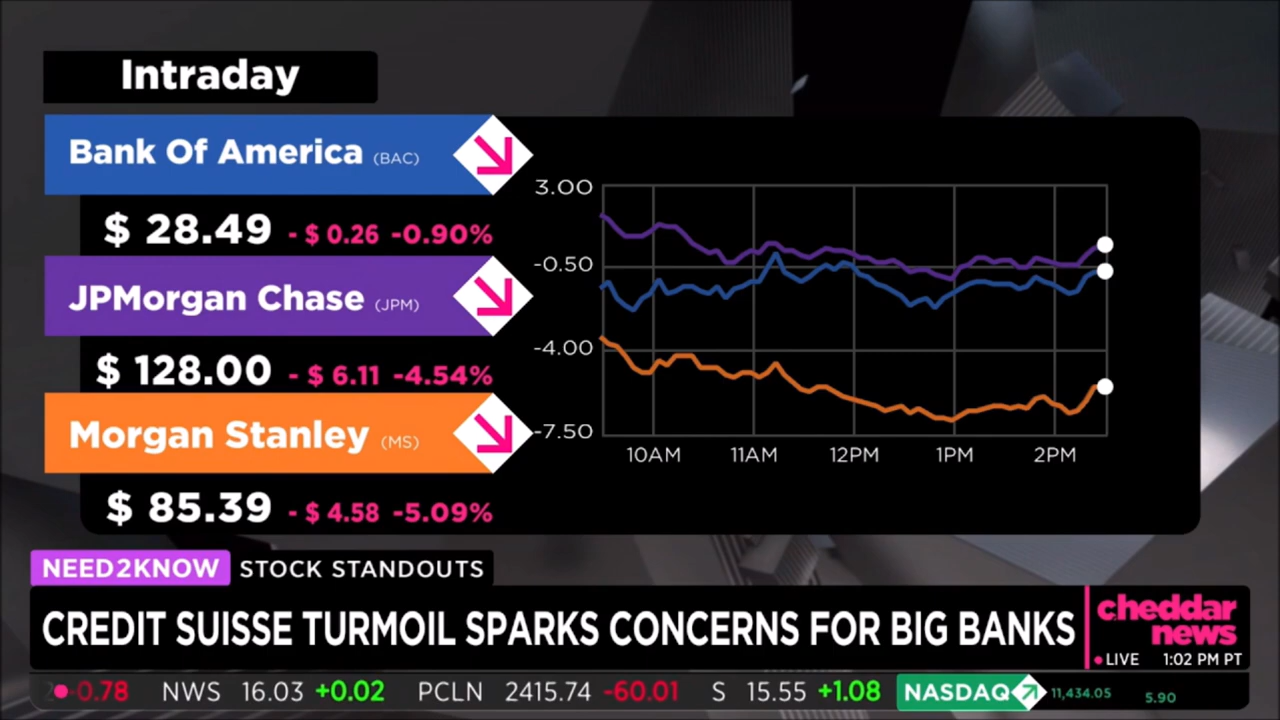 Intraday
Bank Of America (BAC)
$ 28.49 - $ 0.26 -0.90%
JPMorgan Chase (JPM)
$ 128.00 - $ 6.11 -4.54%
Morgan Stanley (MS)
$ 85.39 - $ 4.58 -5.09%
3.00
-0.50
-4.00
-7.50
10AM 11AM 12PM 1PM 2PM
NEED2KNOW STOCK STANDOUTS
CREDIT SUISSE TURMOIL SPARKS CONCERNS FOR BIG BANKS
cheddar
news
LIVE 1:02 PM PT
-0.78 NWS 16.03 +0.02 PCLN 2415.74 -60.01 S 15.55 +1.08 NASDAQ 11,434.05 5.90